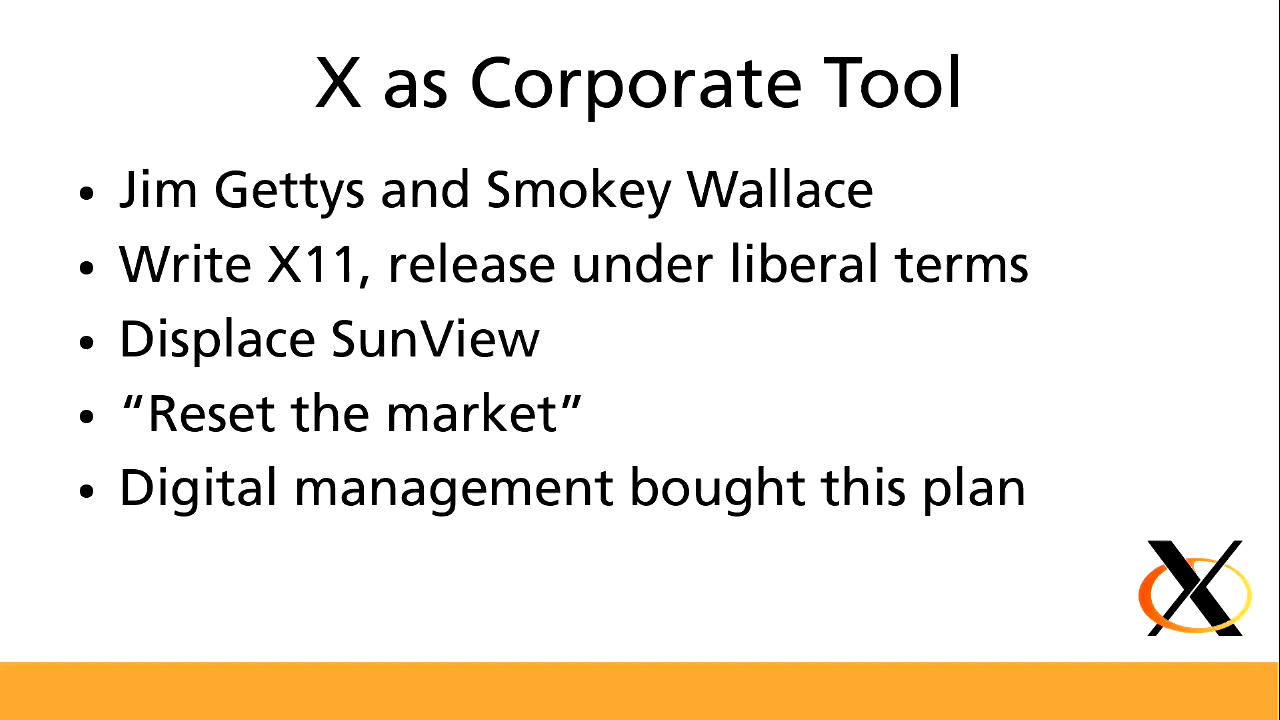 X as Corporate Tool
• Jim Gettys and Smokey Wallace
• Write X11, release under liberal terms
• Displace SunView
• “Reset the market”
• Digital management bought this plan
X